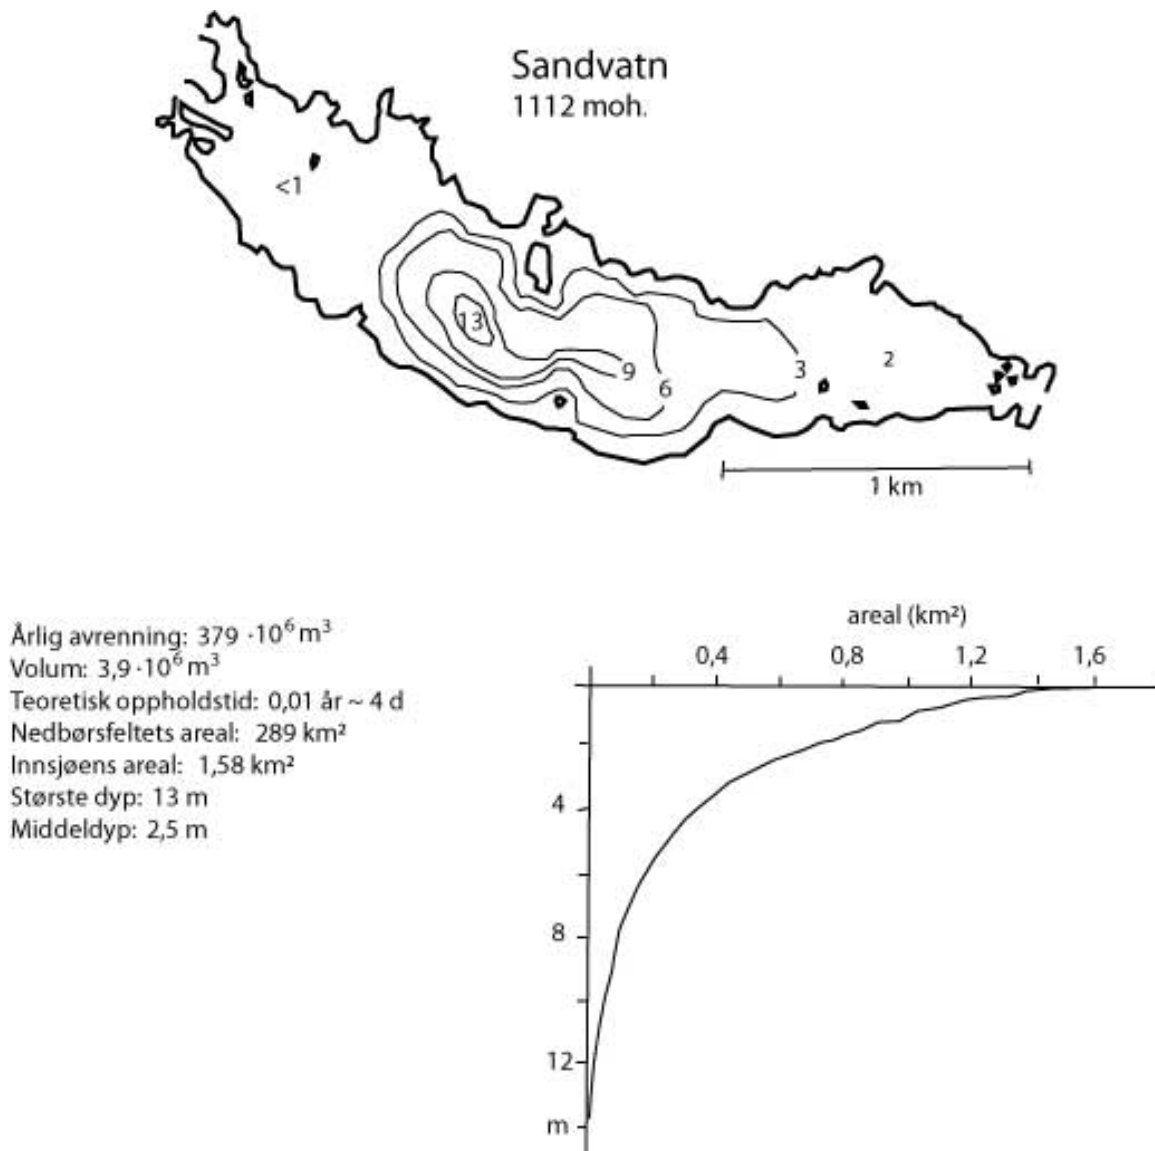 Sandvatn
1112 moh.
<1
13
9
6
3
2
1 km
Årlig avrenning: 379 ·10⁶ m³
Volum: 3,9 ·10⁶ m³
Teoretisk oppholdstid: 0,01 år ~ 4 d
Nedbørsfeltets areal: 289 km²
Innsjøens areal: 1,58 km²
Største dyp: 13 m
Middeldyp: 2,5 m
areal (km²)
0,4 0,8 1,2 1,6
4
8
12
m